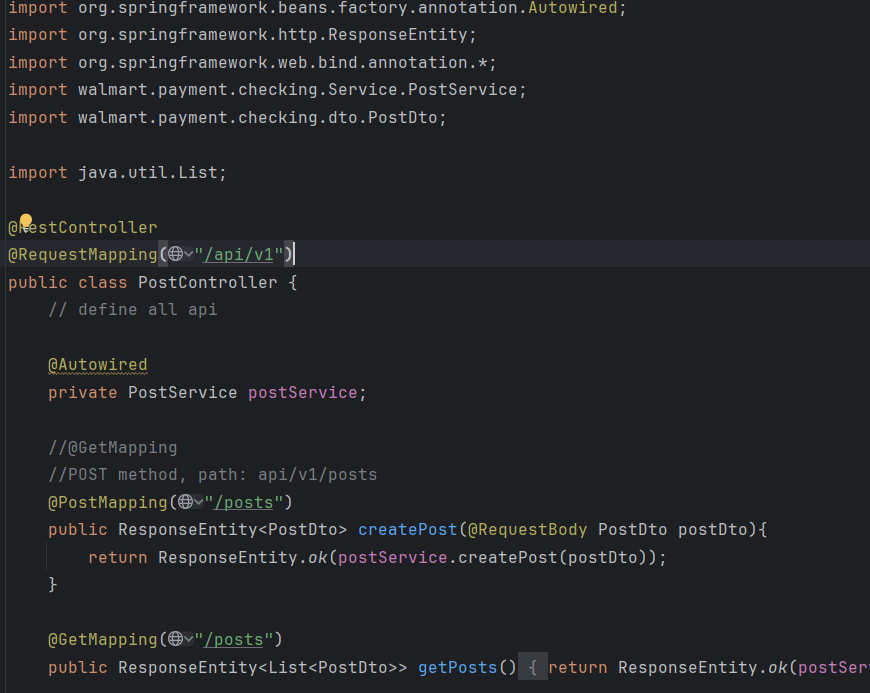 import org.springframework.beans.factory.annotation.Autowired;
import org.springframework.http.ResponseEntity;
import org.springframework.web.bind.annotation.*;
import walmart.payment.checking.Service.PostService;
import walmart.payment.checking.dto.PostDto;
import java.util.List;
@RestController
@RequestMapping("/api/v1")
public class PostController {
// define all api
@Autowired
private PostService postService;
//@GetMapping
//POST method, path: api/v1/posts
@PostMapping("/posts")
public ResponseEntity<PostDto> createPost(@RequestBody PostDto postDto){
return ResponseEntity.ok(postService.createPost(postDto));
}
@GetMapping("/posts")
public ResponseEntity<List<PostDto>> getPosts() { return ResponseEntity.ok(postSer